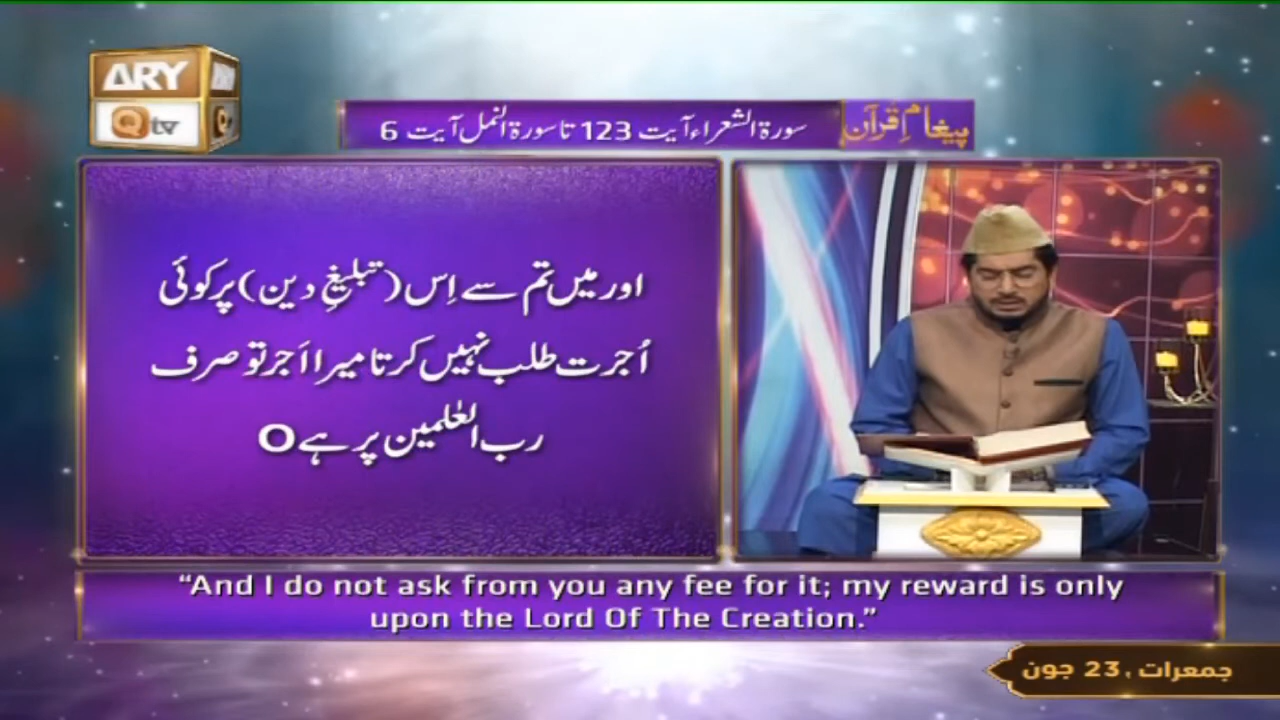 ARY
Qtv
پیغامِ قرآن
سورۃ الشعراء آیت 123 تا سورۃ النمل آیت 6
اور میں تم سے اِس (تبلیغِ دین) پر کوئی
اُجرت طلب نہیں کرتا میرا اَجر تو صرف
رب العٰلمین پر ہے O
“And I do not ask from you any fee for it; my reward is only
upon the Lord Of The Creation.”
جمعرات، 23 جون